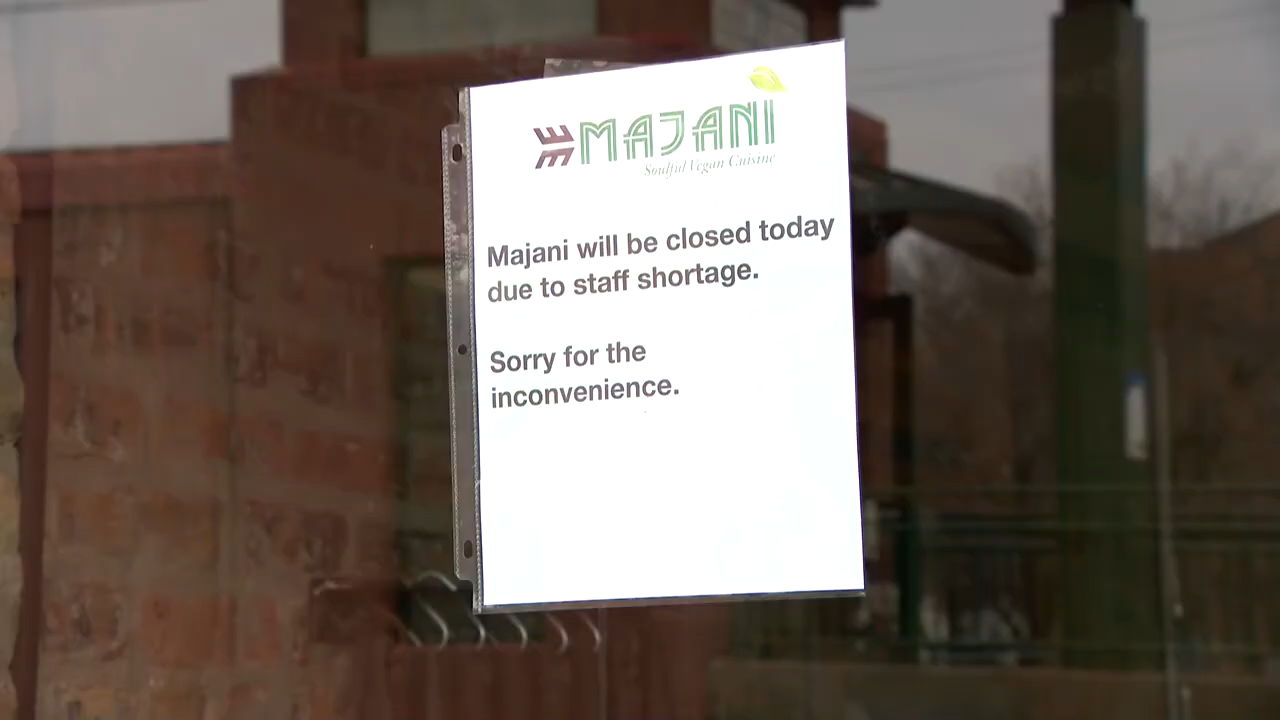 MAJANI
Soulful Vegan Cuisine
Majani will be closed today
due to staff shortage.
Sorry for the
inconvenience.